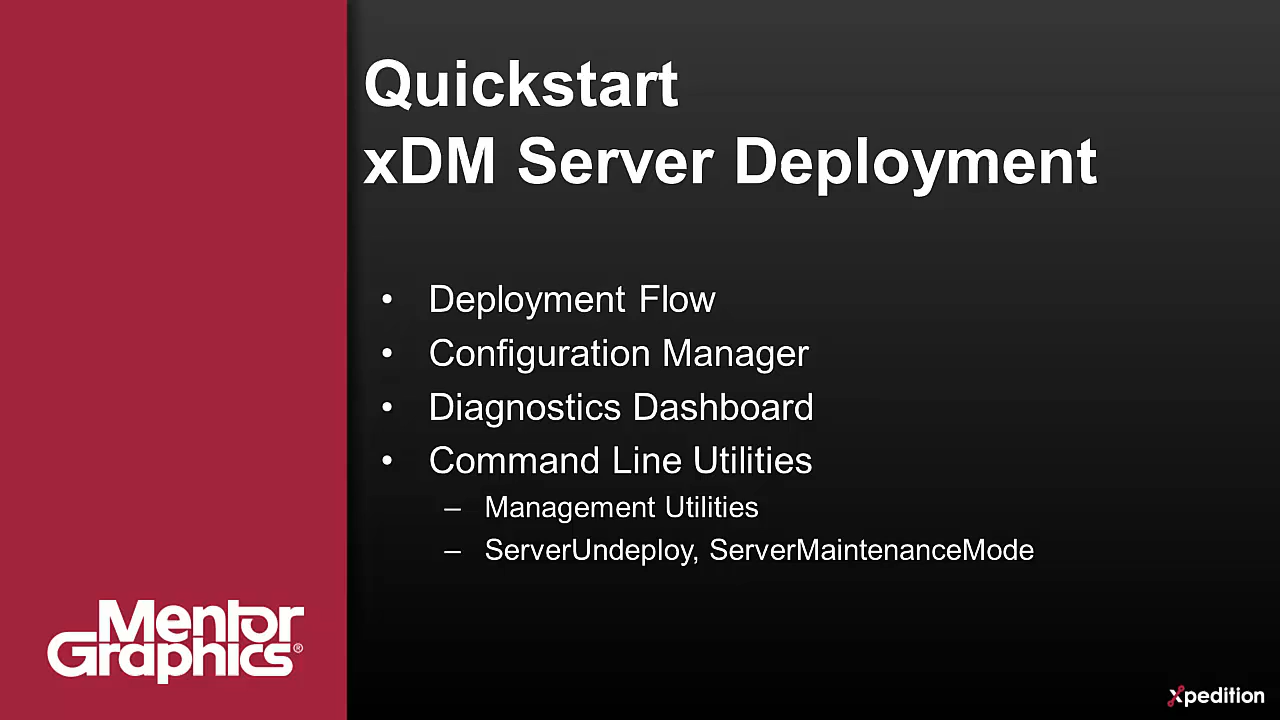 Quickstart
xDM Server Deployment
• Deployment Flow
• Configuration Manager
• Diagnostics Dashboard
• Command Line Utilities
– Management Utilities
– ServerUndeploy, ServerMaintenanceMode
Mentor
Graphics®
xpedition